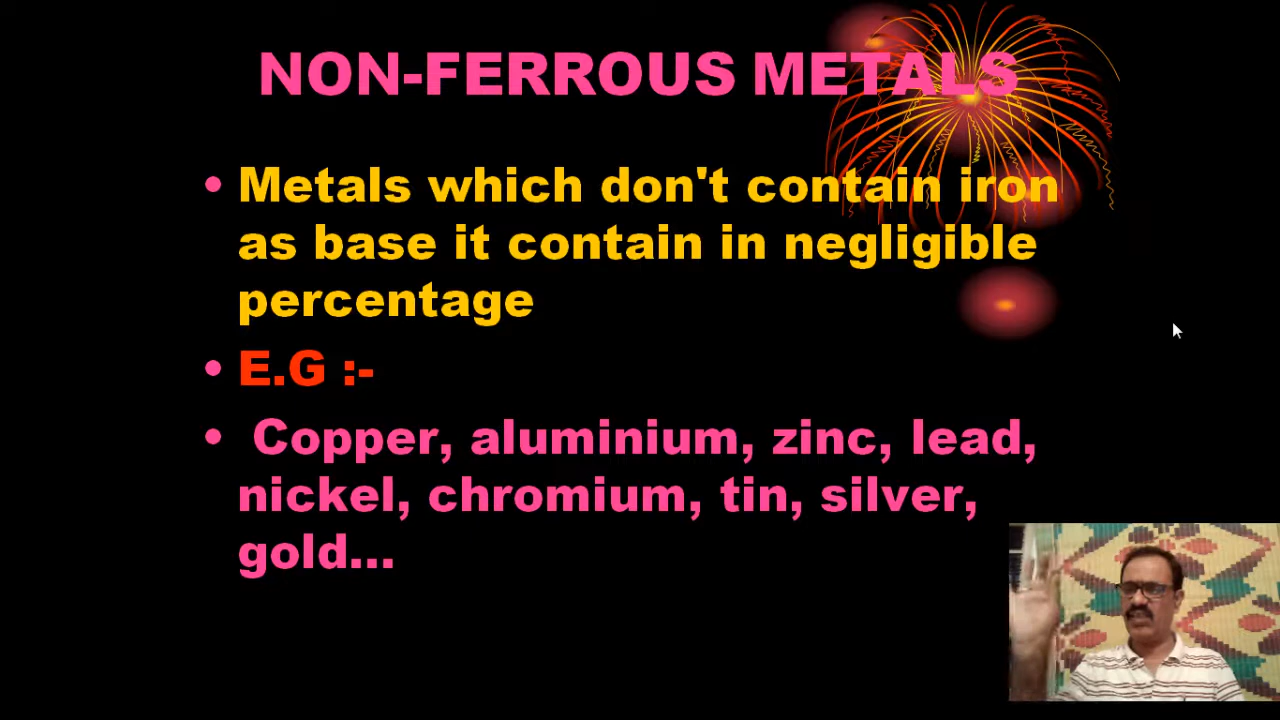 NON-FERROUS METALS
• Metals which don't contain iron
as base it contain in negligible
percentage
• E.G :-
• Copper, aluminium, zinc, lead,
nickel, chromium, tin, silver,
gold...